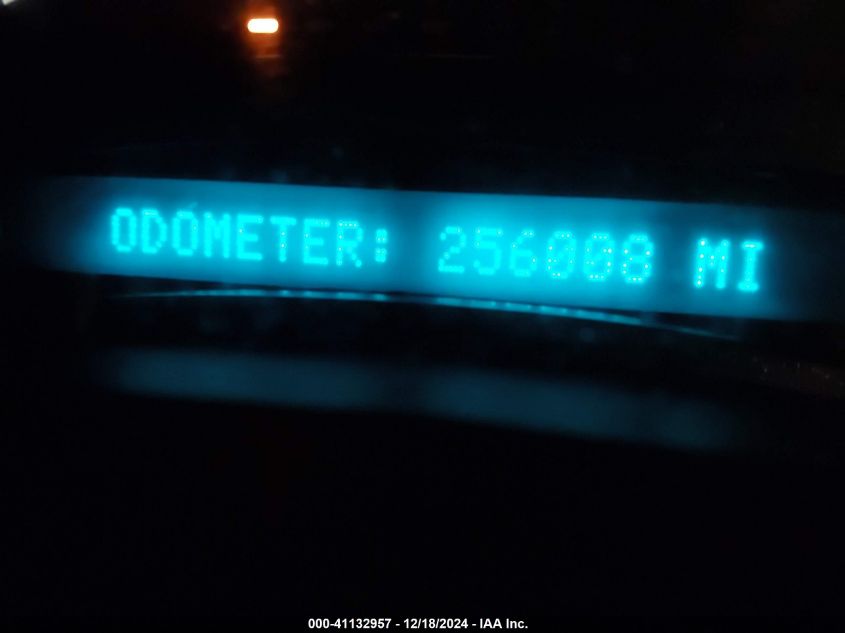 ODOMETER: 256008 MI
000-41132957 - 12/18/2024 - IAA Inc.